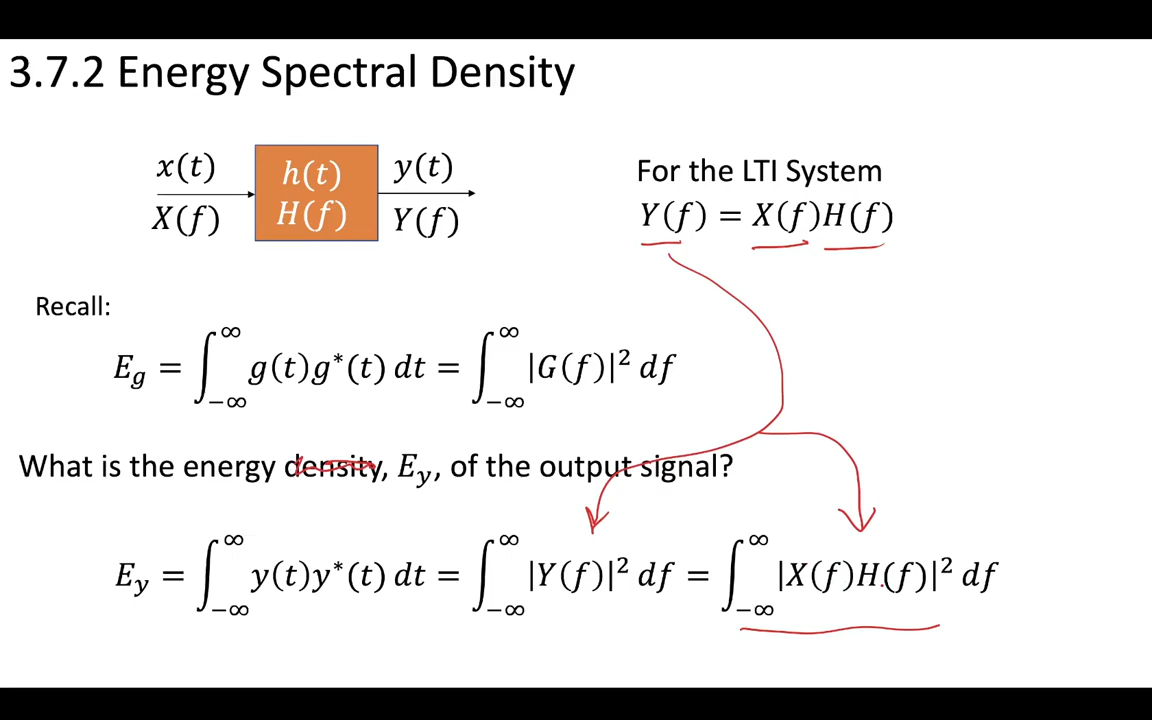 3.7.2 Energy Spectral Density
x(t) h(t) y(t)
X(f) H(f) Y(f)
For the LTI System
Y(f) = X(f)H(f)
Recall:
E_g = ∫_{−∞}^{∞} g(t)g*(t) dt = ∫_{−∞}^{∞} |G(f)|² df
What is the energy density, E_y, of the output signal?
E_y = ∫_{−∞}^{∞} y(t)y*(t) dt = ∫_{−∞}^{∞} |Y(f)|² df = ∫_{−∞}^{∞} |X(f)H(f)|² df